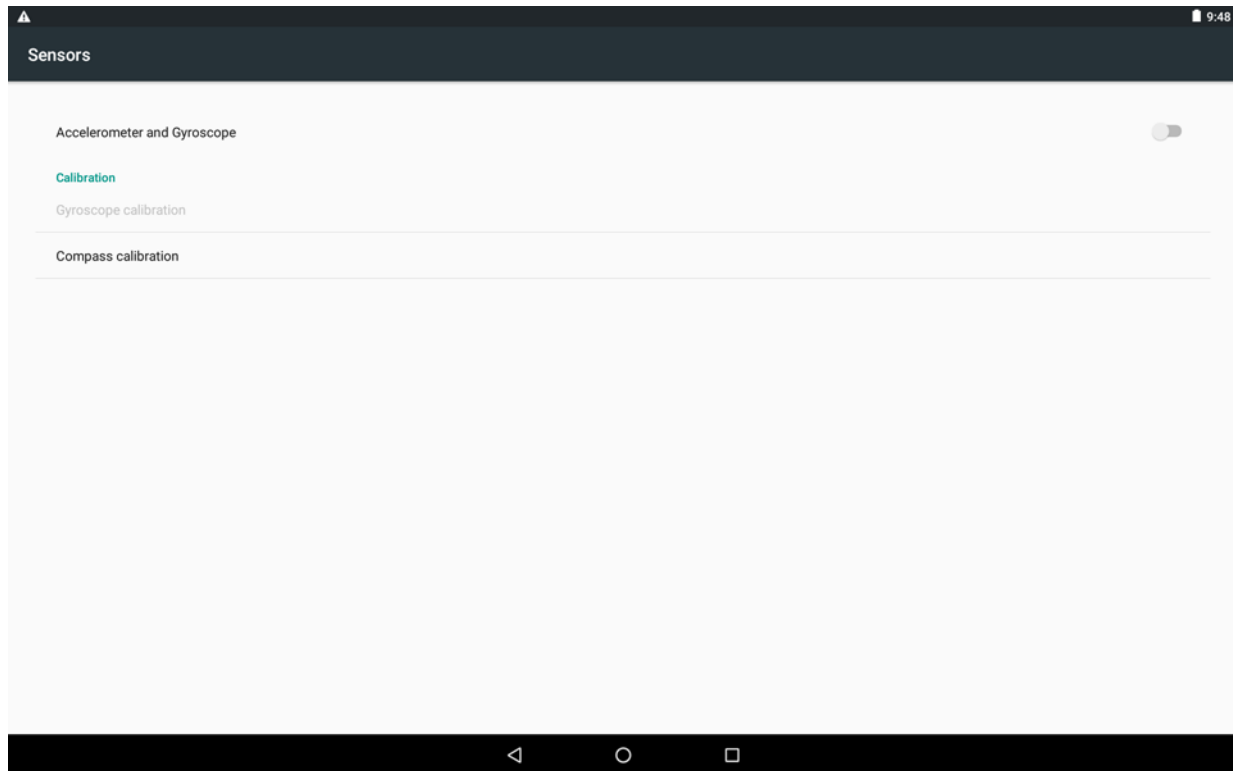 9:48
Sensors
Accelerometer and Gyroscope
Calibration
Gyroscope calibration
Compass calibration